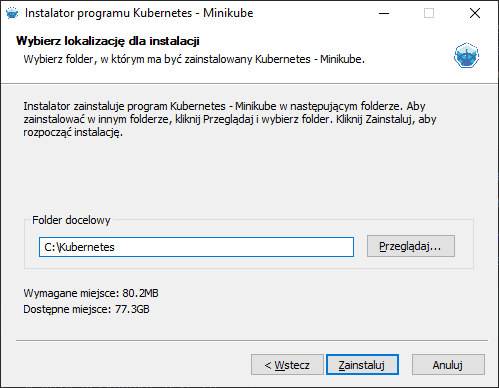 Instalator programu Kubernetes - Minikube
Wybierz lokalizację dla instalacji
Wybierz folder, w którym ma być zainstalowany Kubernetes - Minikube.
Instalator zainstaluje program Kubernetes - Minikube w następującym folderze. Aby
zainstalować w innym folderze, kliknij Przeglądaj i wybierz folder. Kliknij Zainstaluj, aby
rozpocząć instalację.
Folder docelowy
C:\Kubernetes
Przeglądaj...
Wymagane miejsce: 80.2MB
Dostępne miejsce: 77.3GB
< Wstecz
Zainstaluj
Anuluj